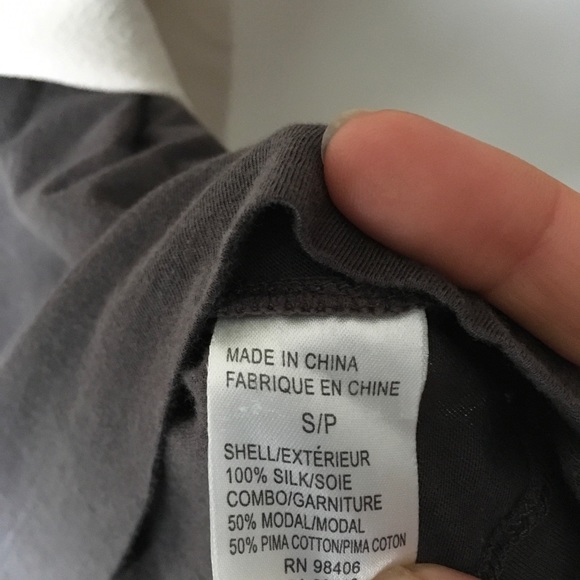 MADE IN CHINA
FABRIQUE EN CHINE
S/P
SHELL/EXTÉRIEUR
100% SILK/SOIE
COMBO/GARNITURE
50% MODAL/MODAL
50% PIMA COTTON/PIMA COTON
RN 98406